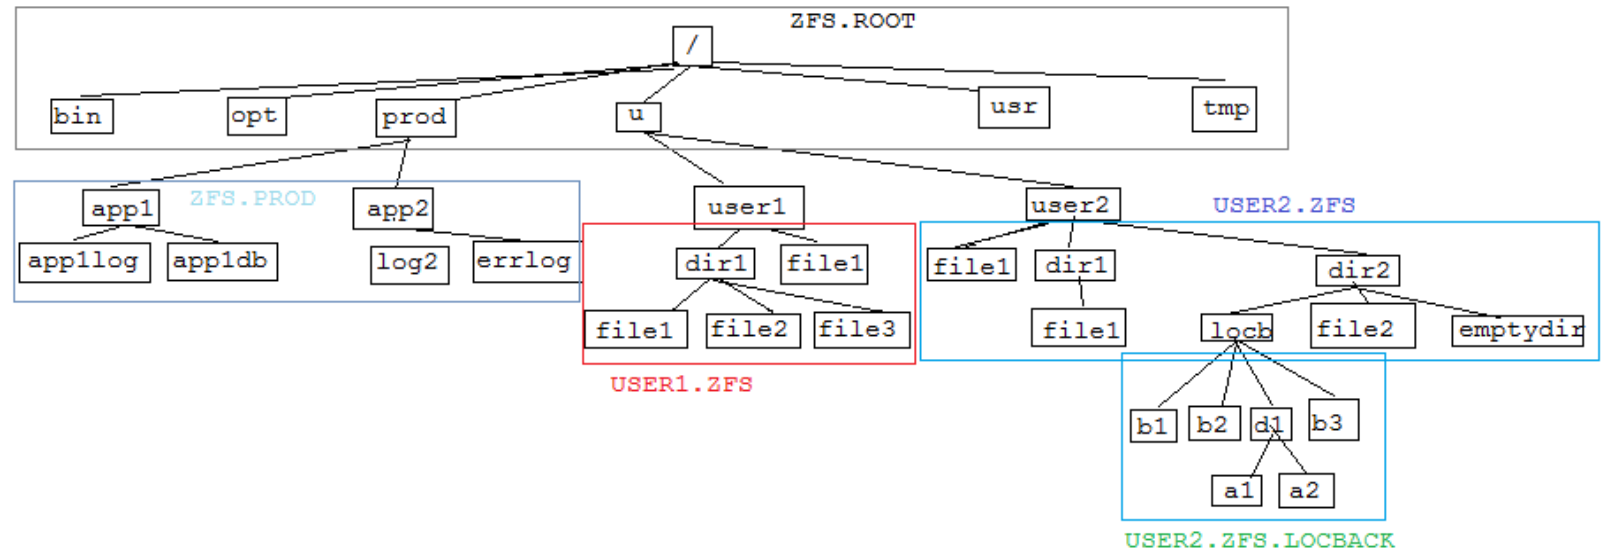 ZFS.ROOT
/
bin opt prod u usr tmp
ZFS.PROD
app1 app2 user1 user2 USER2.ZFS
app1log app1db log2 errlog dir1 file1 file1 dir1 dir2
file1 file2 file3 file1 locb file2 emptydir
USER1.ZFS
b1 b2 d1 b3
a1 a2
USER2.ZFS.LOCBACK